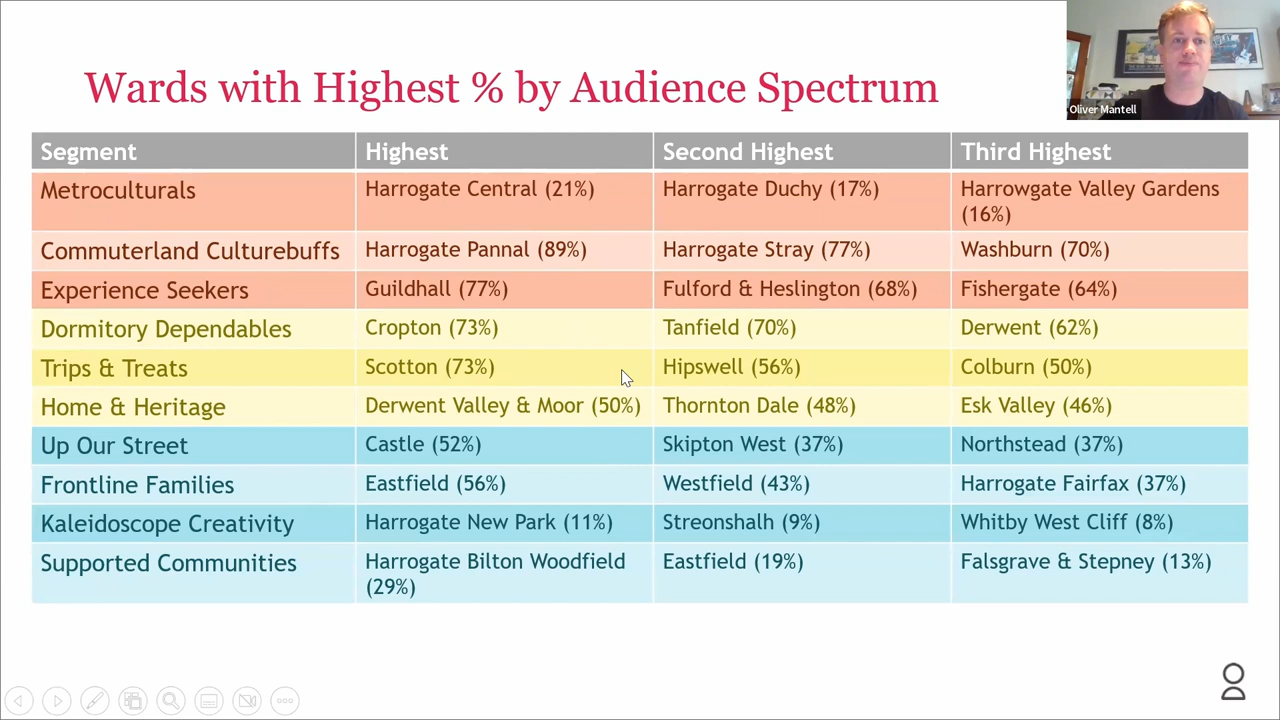 Wards with Highest % by Audience Spectrum
Oliver Mantell
Segment Highest Second Highest Third Highest
Metroculturals Harrogate Central (21%) Harrogate Duchy (17%) Harrowgate Valley Gardens
(16%)
Commuterland Culturebuffs Harrogate Pannal (89%) Harrogate Stray (77%) Washburn (70%)
Experience Seekers Guildhall (77%) Fulford & Heslington (68%) Fishergate (64%)
Dormitory Dependables Cropton (73%) Tanfield (70%) Derwent (62%)
Trips & Treats Scotton (73%) Hipswell (56%) Colburn (50%)
Home & Heritage Derwent Valley & Moor (50%) Thornton Dale (48%) Esk Valley (46%)
Up Our Street Castle (52%) Skipton West (37%) Northstead (37%)
Frontline Families Eastfield (56%) Westfield (43%) Harrogate Fairfax (37%)
Kaleidoscope Creativity Harrogate New Park (11%) Streonshalh (9%) Whitby West Cliff (8%)
Supported Communities Harrogate Bilton Woodfield Eastfield (19%) Falsgrave & Stepney (13%)
(29%)